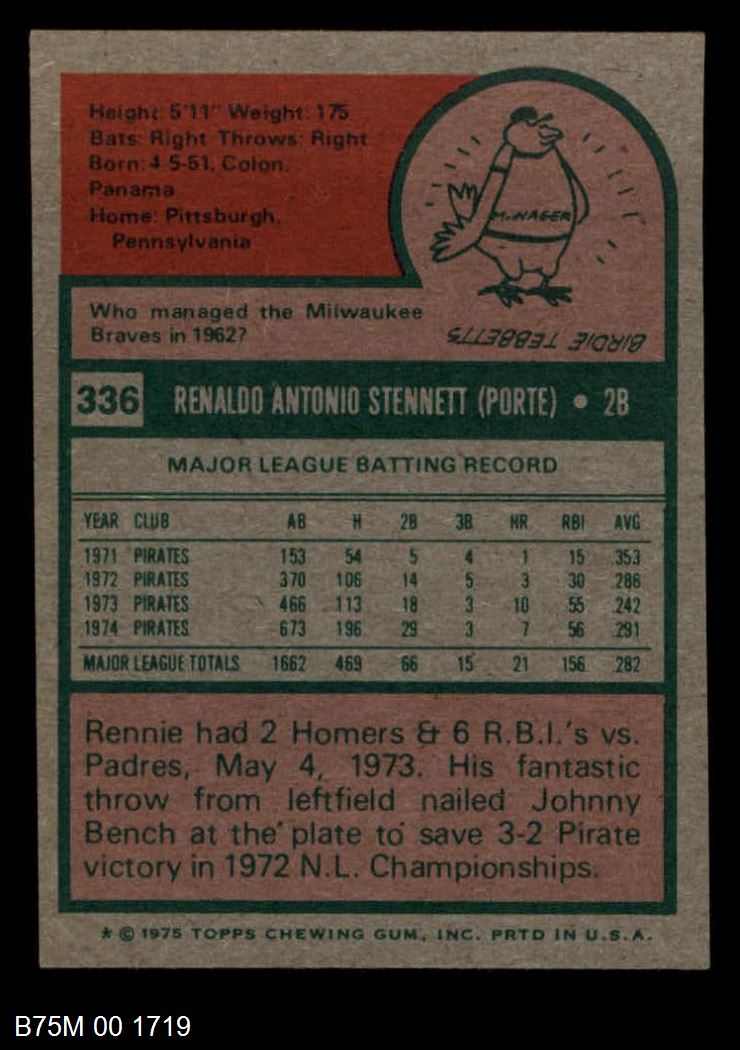 Height: 5'11" Weight: 175
Bats: Right Throws: Right
Born: 4-5-51, Colon,
Panama
Home: Pittsburgh,
Pennsylvania
M.NAGER
Who managed the Milwaukee
Braves in 1962?
BIRDIE TEBBETTS
336 RENALDO ANTONIO STENNETT (PORTE) • 2B
MAJOR LEAGUE BATTING RECORD
YEAR CLUB AB H 2B 3B HR RBI AVG
1971 PIRATES 153 54 5 4 1 15 .353
1972 PIRATES 370 106 14 5 3 30 .286
1973 PIRATES 466 113 18 3 10 55 .242
1974 PIRATES 673 196 29 3 7 56 .291
MAJOR LEAGUE TOTALS 1662 469 66 15 21 156 .282
Rennie had 2 Homers & 6 R.B.I.'s vs.
Padres, May 4, 1973. His fantastic
throw from leftfield nailed Johnny
Bench at the plate to save 3-2 Pirate
victory in 1972 N.L. Championships.
* © 1975 TOPPS CHEWING GUM, INC. PRTD IN U.S.A.
B75M 00 1719